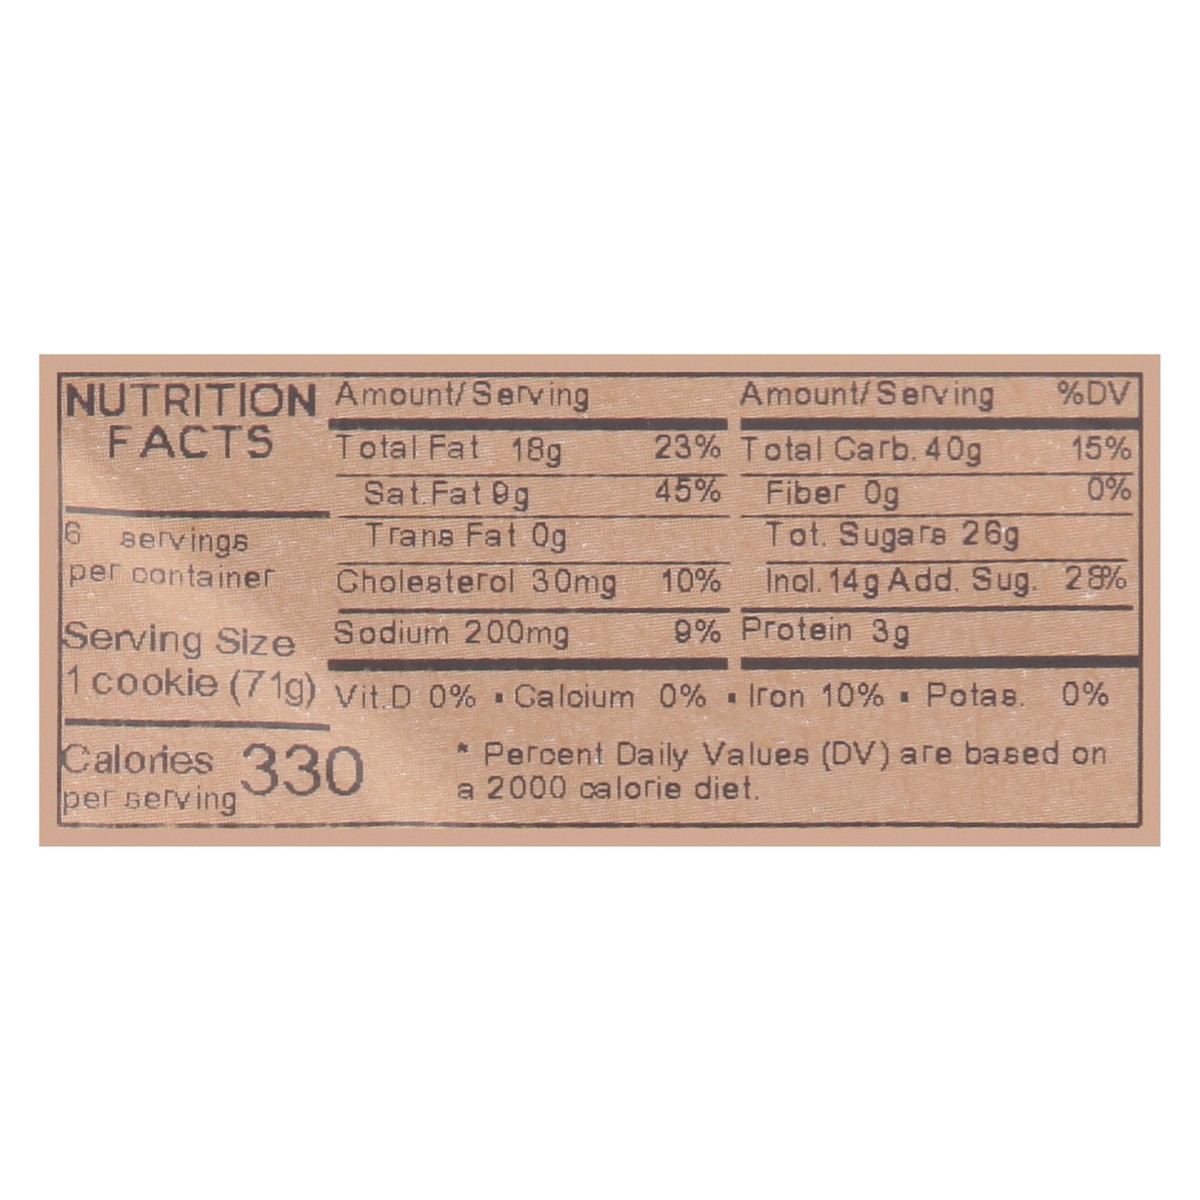 NUTRITION
FACTS
6 servings
per container
Serving Size
1 cookie (71g)
Calories 330
per serving
Amount/Serving
Total Fat 18g 23%
Sat.Fat 9g 45%
Trans Fat 0g
Cholesterol 30mg 10%
Sodium 200mg 9%
Amount/Serving %DV
Total Carb. 40g 15%
Fiber 0g 0%
Tot. Sugars 26g
Incl. 14g Add. Sug. 28%
Protein 3g
Vit.D 0% ▪ Calcium 0% ▪ Iron 10% ▪ Potas. 0%
* Percent Daily Values (DV) are based on
a 2000 calorie diet.